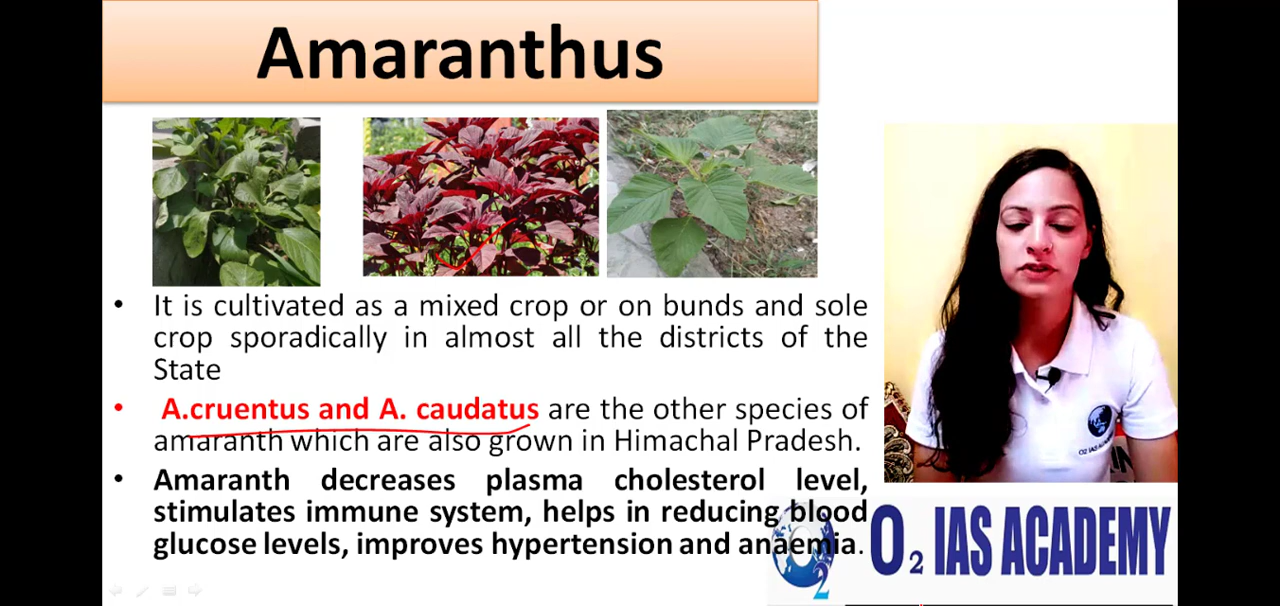 Amaranthus
• It is cultivated as a mixed crop or on bunds and sole
crop sporadically in almost all the districts of the
State
• A.cruentus and A. caudatus are the other species of
amaranth which are also grown in Himachal Pradesh.
• Amaranth decreases plasma cholesterol level,
stimulates immune system, helps in reducing blood
glucose levels, improves hypertension and anaemia.
O2 IAS ACADEMY
2
O2 IAS